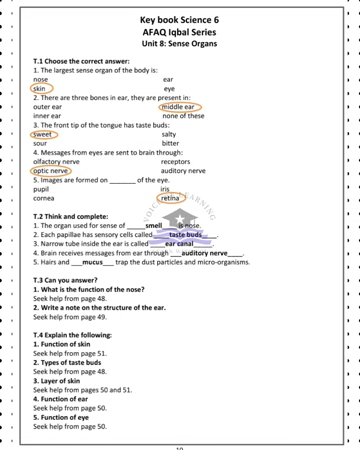 Key book Science 6
AFAQ Iqbal Series
Unit 8: Sense Organs
T.1 Choose the correct answer:
1. The largest sense organ of the body is:
nose ear
skin eye
2. There are three bones in ear, they are present in:
outer ear middle ear
inner ear none of these
3. The front tip of the tongue has taste buds:
sweet salty
sour bitter
4. Messages from eyes are sent to brain through:
olfactory nerve receptors
optic nerve auditory nerve
5. Images are formed on _______ of the eye.
pupil iris
cornea retina
T.2 Think and complete:
1. The organ used for sense of _____smell____is nose.
2. Each papillae has sensory cells called_____taste buds____.
3. Narrow tube inside the ear is called____ear canal____.
4. Brain receives messages from ear through ___auditory nerve____.
5. Hairs and ___mucus___ trap the dust particles and micro-organisms.
T.3 Can you answer?
1. What is the function of the nose?
Seek help from page 48.
2. Write a note on the structure of the ear.
Seek help from page 49.
T.4 Explain the following:
1. Function of skin
Seek help from page 51.
2. Types of taste buds
Seek help from page 48.
3. Layer of skin
Seek help from pages 50 and 51.
4. Function of ear
Seek help from page 50.
5. Function of eye
Seek help from page 50.